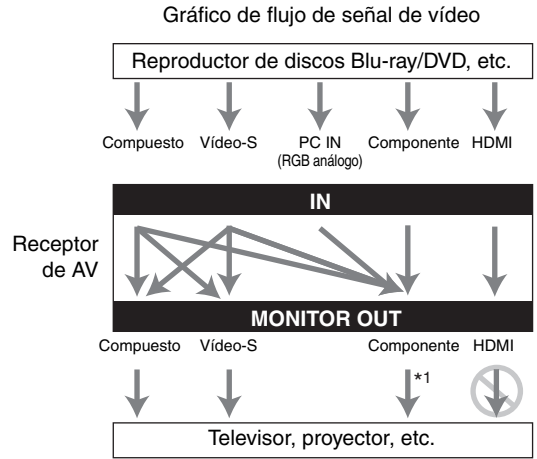 Gráfico de flujo de señal de vídeo
Reproductor de discos Blu-ray/DVD, etc.
Compuesto Vídeo-S PC IN Componente HDMI
(RGB análogo)
IN
Receptor
de AV
MONITOR OUT
Compuesto Vídeo-S Componente HDMI
*1
Televisor, proyector, etc.